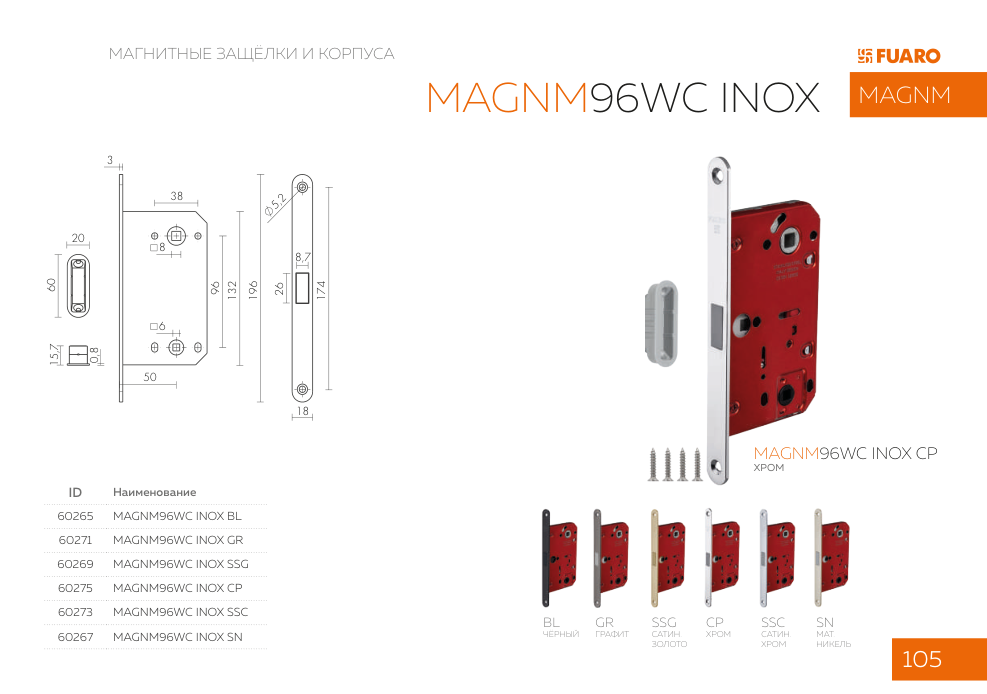 МАГНИТНЫЕ ЗАЩЁЛКИ И КОРПУСА
FUARO
MAGNM96WC INOX
MAGNM
3
38
Ø5,2
20
□8
8,7
60
26
96
132
196
174
□6
15,7
0,8
50
18
MAGNM96WC INOX CP
ХРОМ
ID Наименование
60265 MAGNM96WC INOX BL
60271 MAGNM96WC INOX GR
60269 MAGNM96WC INOX SSG
60275 MAGNM96WC INOX CP
60273 MAGNM96WC INOX SSC
60267 MAGNM96WC INOX SN
BL
ЧЁРНЫЙ
GR
ГРАФИТ
SSG
САТИН
ЗОЛОТО
CP
ХРОМ
SSC
САТИН
ХРОМ
SN
МАТ
НИКЕЛЬ
105